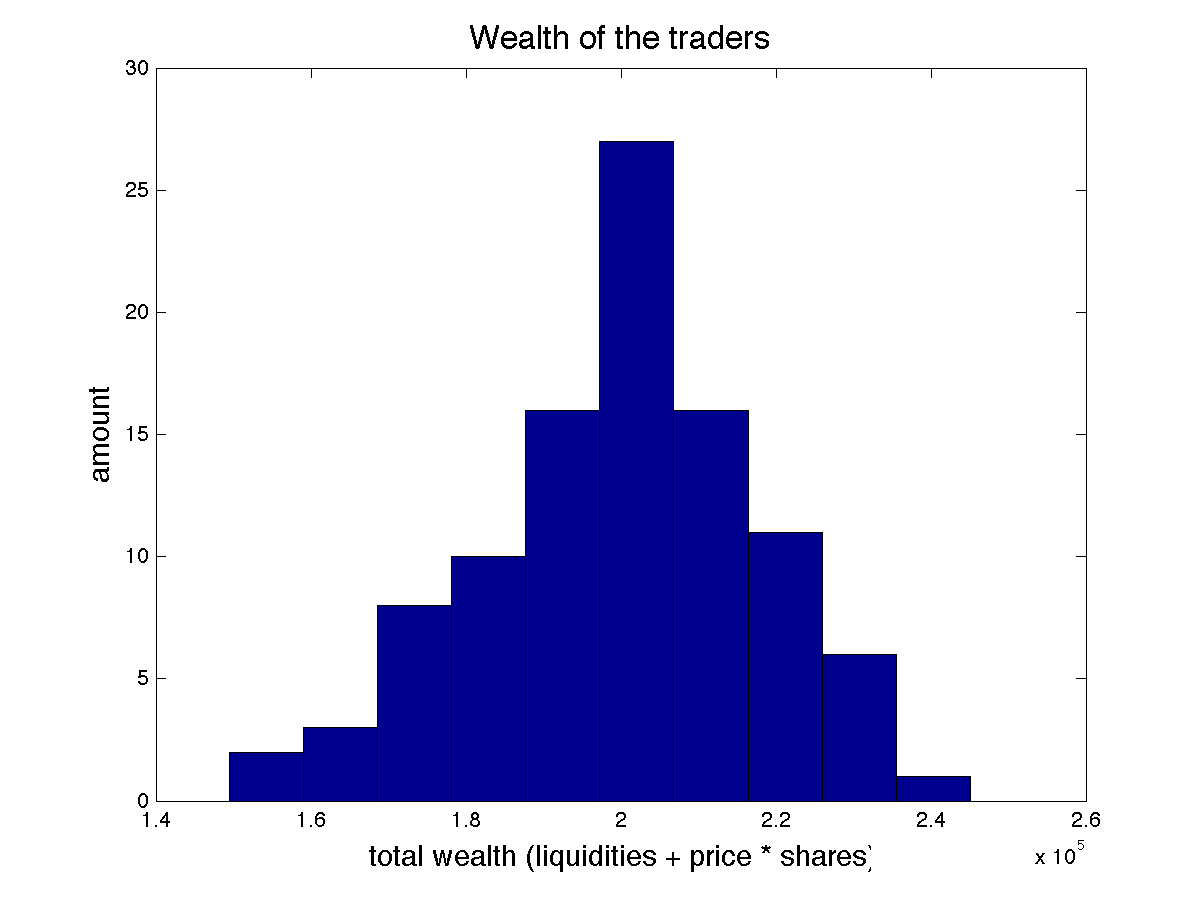 Wealth of the traders
30
25
20
15
10
5
0
amount
1.4 1.6 1.8 2 2.2 2.4 2.6
x 10^5
total wealth (liquidities + price * shares)